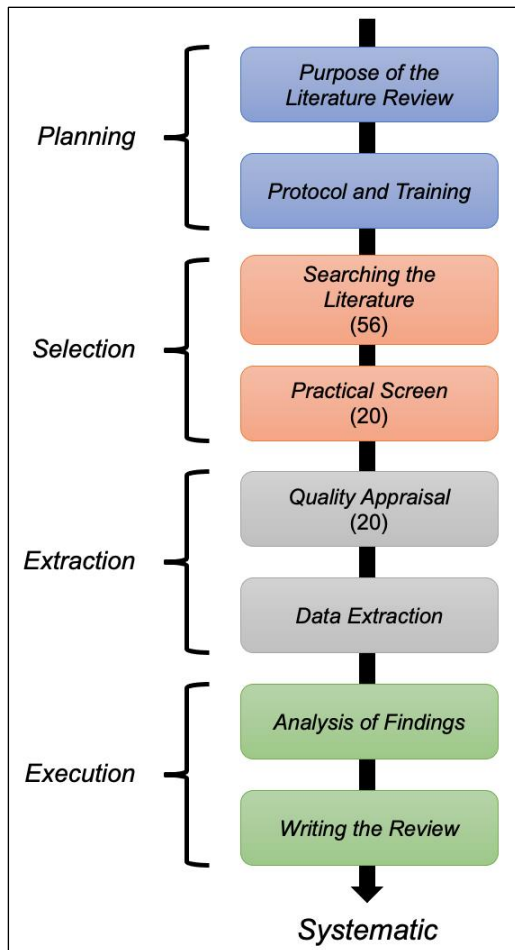 Planning
Purpose of the
Literature Review
Protocol and Training
Selection
Searching the
Literature
(56)
Practical Screen
(20)
Extraction
Quality Appraisal
(20)
Data Extraction
Execution
Analysis of Findings
Writing the Review
Systematic